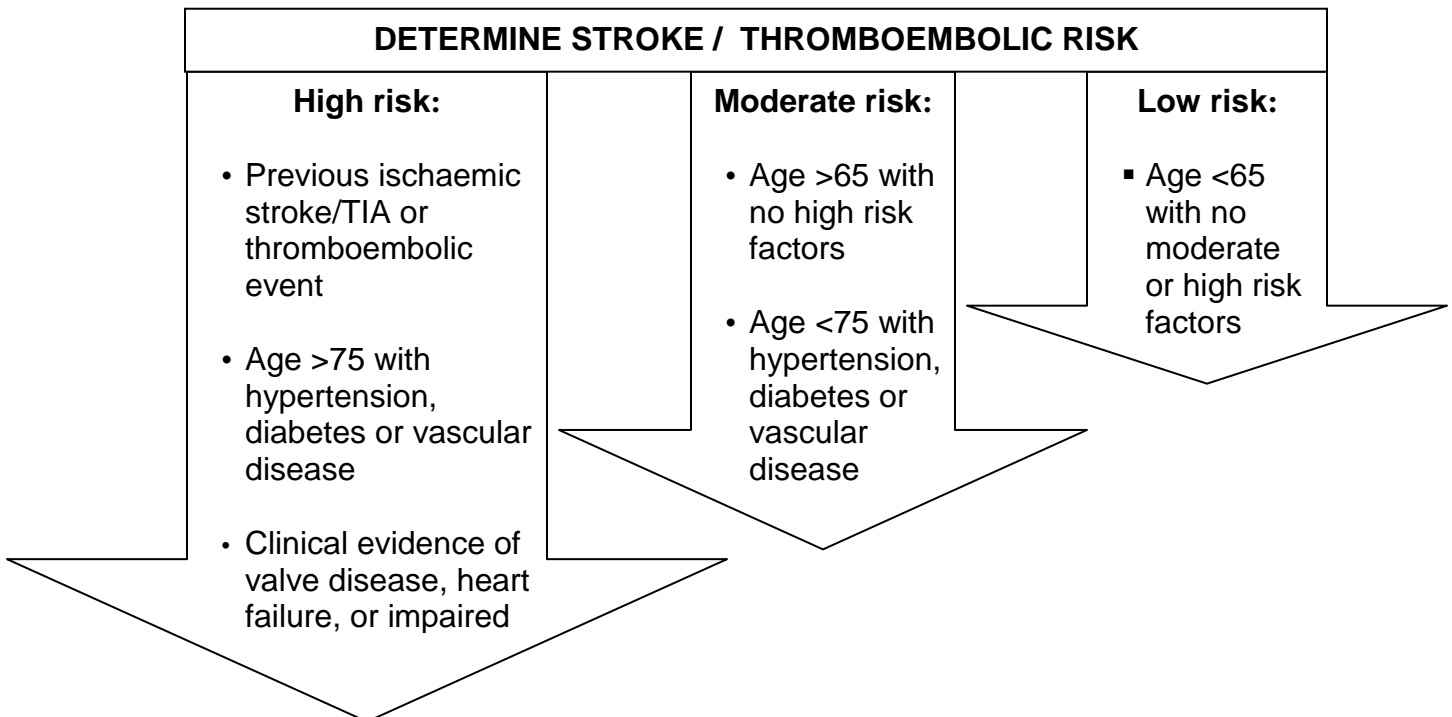 DETERMINE STROKE / THROMBOEMBOLIC RISK
High risk:
• Previous ischaemic
stroke/TIA or
thromboembolic
event
• Age >75 with
hypertension,
diabetes or vascular
disease
• Clinical evidence of
valve disease, heart
failure, or impaired
Moderate risk:
• Age >65 with
no high risk
factors
• Age <75 with
hypertension,
diabetes or
vascular
disease
Low risk:
▪ Age <65
with no
moderate
or high risk
factors